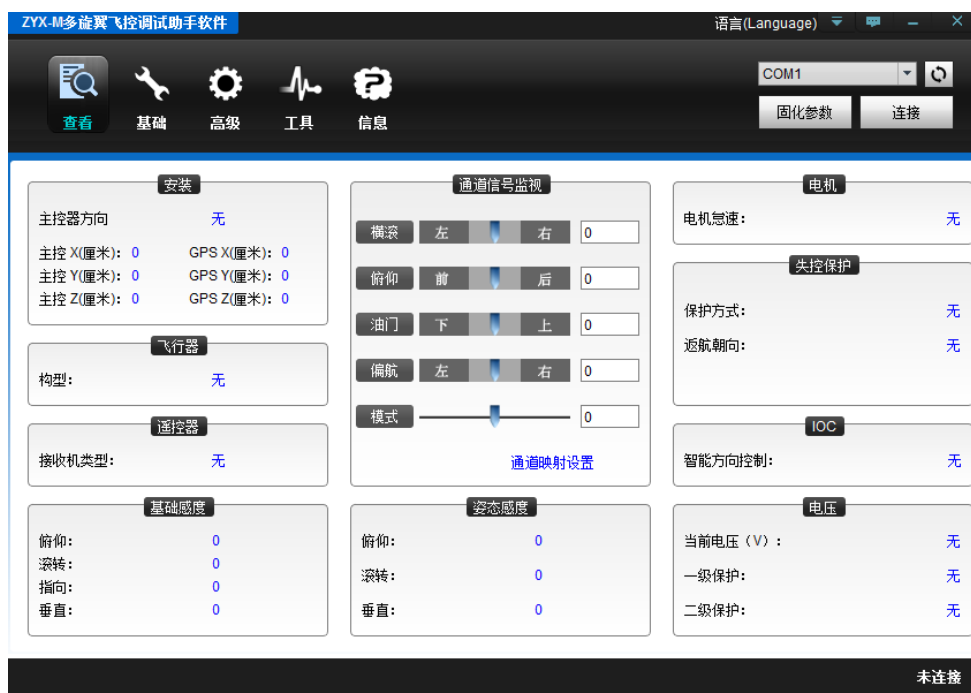 ZYX-M多旋翼飞控调试助手软件 语言(Language)
查看 基础 高级 工具 信息
COM1
固化参数 连接
安装
主控器方向 无
主控 X(厘米): 0 GPS X(厘米): 0
主控 Y(厘米): 0 GPS Y(厘米): 0
主控 Z(厘米): 0 GPS Z(厘米): 0
飞行器
构型: 无
遥控器
接收机类型: 无
基础感度
俯仰: 0
滚转: 0
指向: 0
垂直: 0
通道信号监视
横滚 左 右 0
俯仰 前 后 0
油门 下 上 0
偏航 左 右 0
模式 0
通道映射设置
姿态感度
俯仰: 0
滚转: 0
垂直: 0
电机
电机怠速: 无
失控保护
保护方式: 无
返航朝向: 无
IOC
智能方向控制: 无
电压
当前电压（V）: 无
一级保护: 无
二级保护: 无
未连接